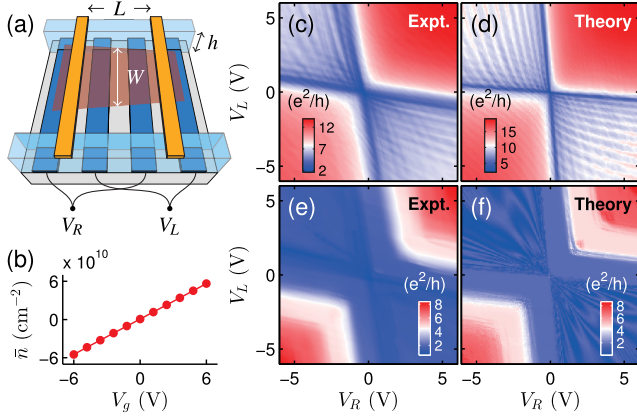 (a)
L
h
W
V_R
V_L
(b)
x 10^10
6
n̄ (cm^-2)
-6
-6
0
6
V_g (V)
(c)
Expt.
5
V_L (V)
0
(e^2/h)
12
7
2
-5
(d)
Theory
(e^2/h)
15
10
5
(e)
Expt.
5
V_L (V)
0
(e^2/h)
8
6
4
2
-5
-5
0
5
V_R (V)
(f)
Theory
(e^2/h)
8
6
4
2
-5
0
5
V_R (V)